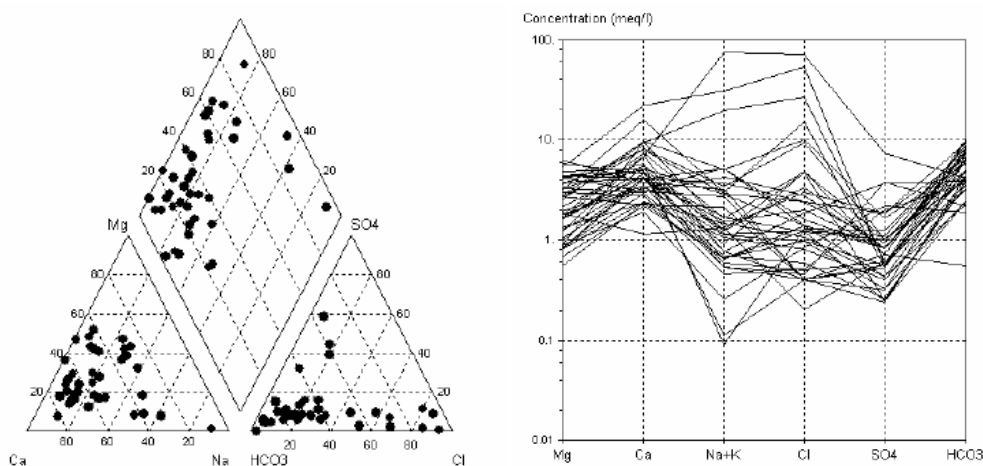 Concentration (meq/l)
100.
80 80
60 60
40 40
10.
20 20
Mg SO4
1.
80 80
60 60
40 40
0.1
20 20
80 60 40 20 20 40 60 80
0.01
Ca Na HCO3 Cl
Mg Ca Na+K Cl SO4 HCO3